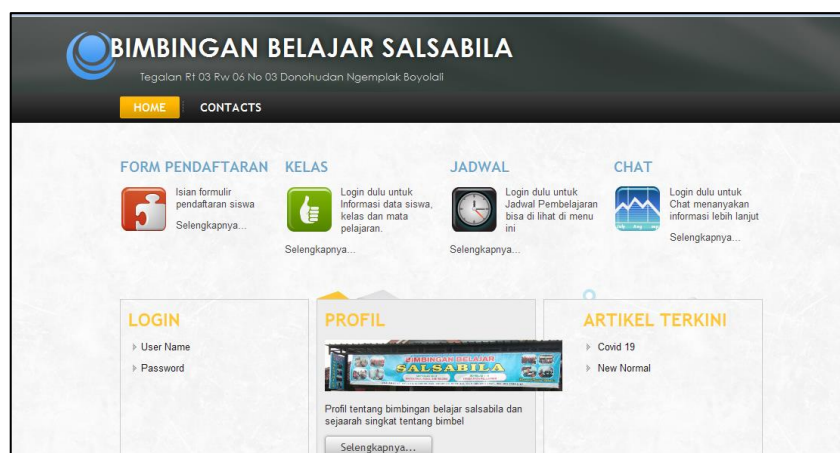 BIMBINGAN BELAJAR SALSABILA
Tegalan Rt 03 Rw 06 No 03 Donohudan Ngemplak Boyolali
HOME
CONTACTS
FORM PENDAFTARAN
Isian formulir
pendaftaran siswa
Selengkapnya...
KELAS
Login dulu untuk
Informasi data siswa,
kelas dan mata
pelajaran.
Selengkapnya...
JADWAL
Login dulu untuk
Jadwal Pembelajaran
bisa di lihat di menu
ini
Selengkapnya...
CHAT
Login dulu untuk
Chat menanyakan
informasi lebih lanjut
Selengkapnya...
LOGIN
User Name
Password
PROFIL
BIMBINGAN BELAJAR
SALSABILA
Profil tentang bimbingan belajar salsabila dan
sejaarah singkat tentang bimbel
Selengkapnya...
ARTIKEL TERKINI
Covid 19
New Normal